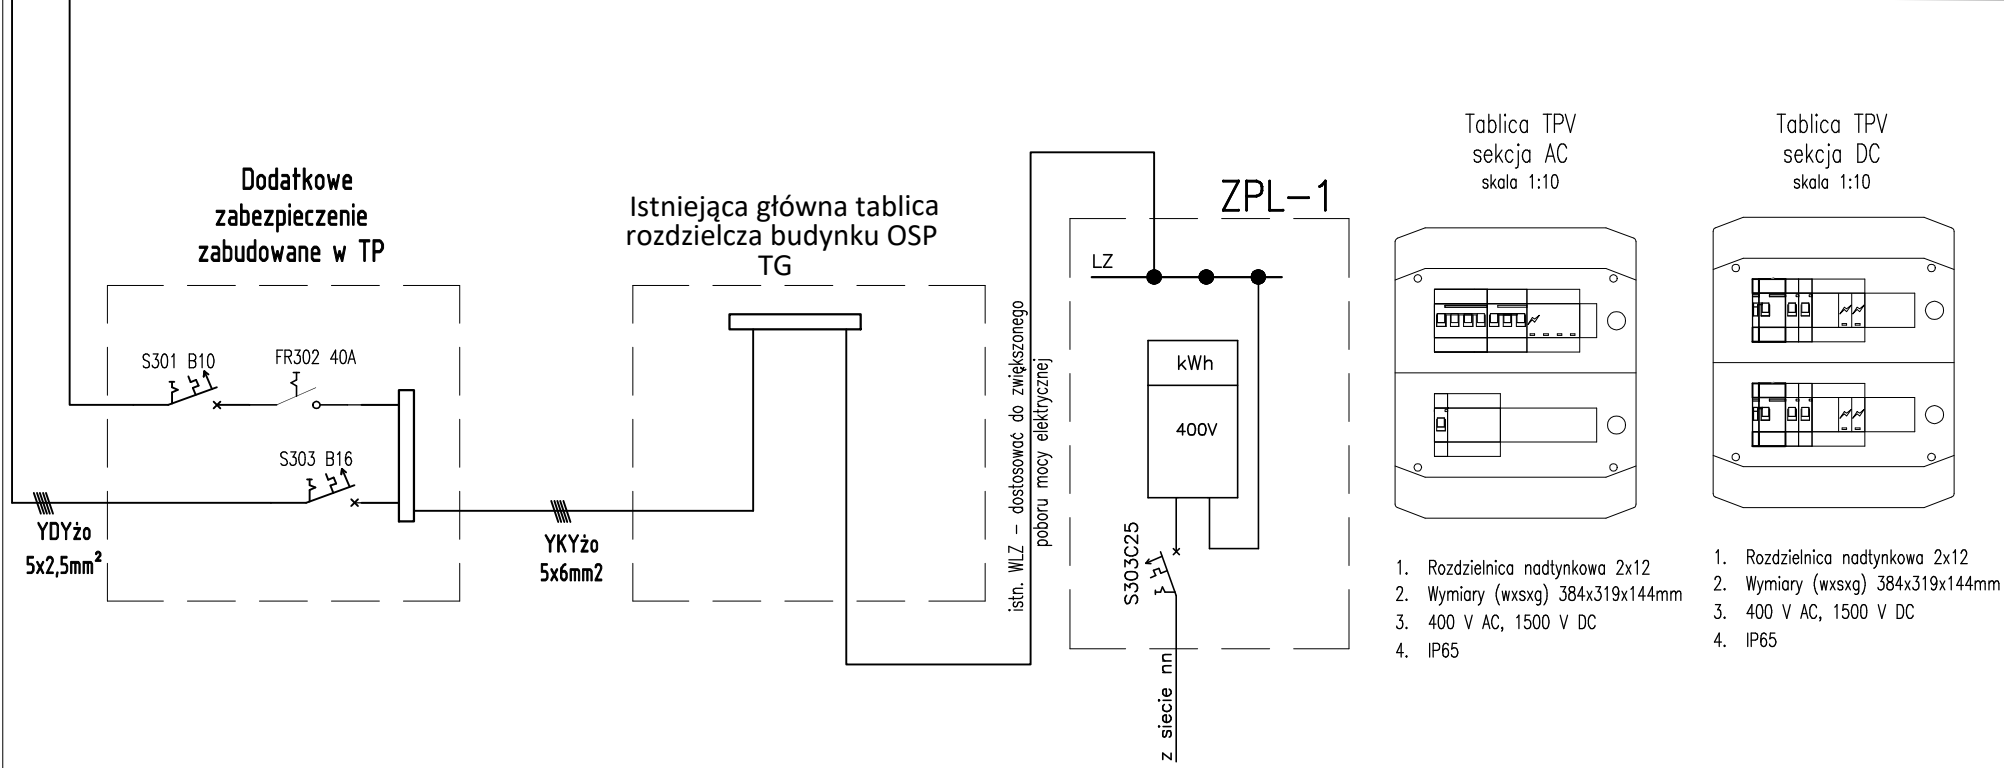 Dodatkowe
zabezpieczenie
zabudowane w TP
S301 B10
FR302 40A
S303 B16
YDYżo
5x2,5mm²
YKYżo
5x6mm2
Istniejąca główna tablica
rozdzielcza budynku OSP
TG
istn. WLZ – dostosować do zwiększonego
poboru mocy elektrycznej
ZPL–1
LZ
kWh
400V
S303C25
z siecie nn
Tablica TPV
sekcja AC
skala 1:10
1. Rozdzielnica nadtynkowa 2x12
2. Wymiary (wxsxg) 384x319x144mm
3. 400 V AC, 1500 V DC
4. IP65
Tablica TPV
sekcja DC
skala 1:10
1. Rozdzielnica nadtynkowa 2x12
2. Wymiary (wxsxg) 384x319x144mm
3. 400 V AC, 1500 V DC
4. IP65